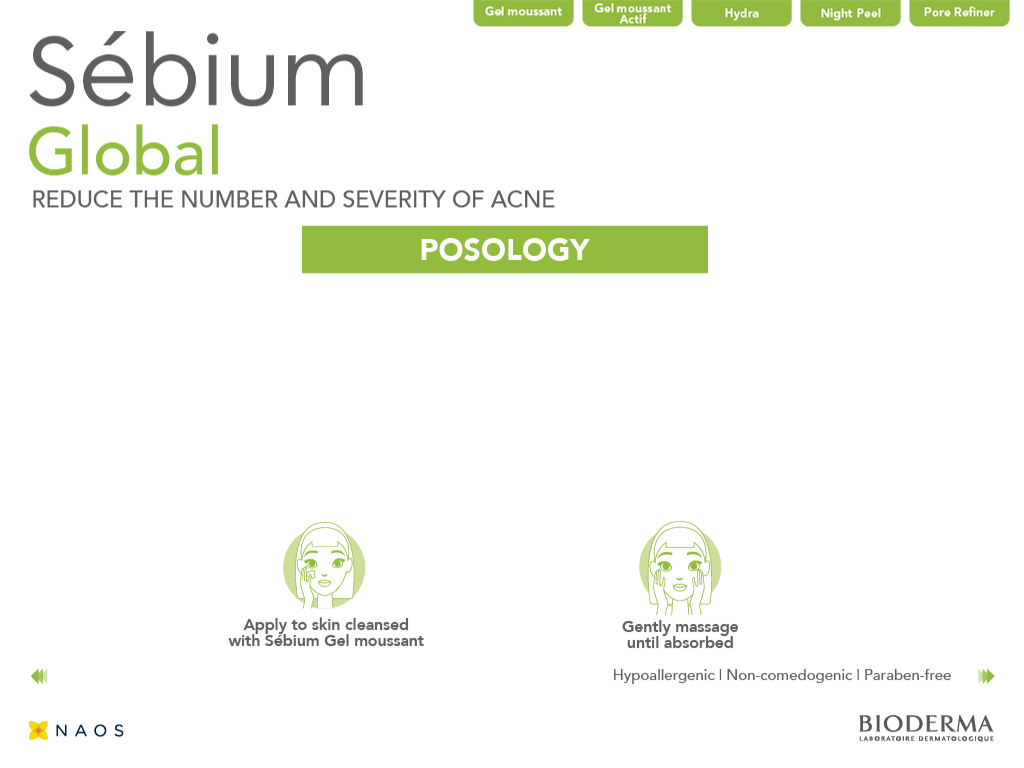 Gel moussant
Gel moussant
Actif
Hydra
Night Peel
Pore Refiner
Sébium
Global
REDUCE THE NUMBER AND SEVERITY OF ACNE
POSOLOGY
Apply to skin cleansed
with Sébium Gel moussant
Gently massage
until absorbed
Hypoallergenic | Non-comedogenic | Paraben-free
NAOS
BIODERMA
LABORATOIRE DERMATOLOGIQUE